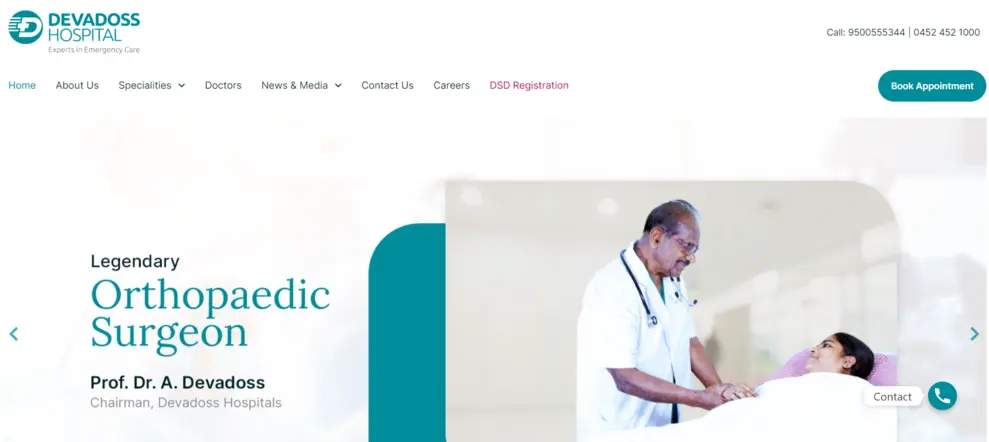 DEVADOSS
HOSPITAL
Experts in Emergency Care
Call: 9500555344 | 0452 452 1000
Home About Us Specialities Doctors News & Media Contact Us Careers DSD Registration Book Appointment
Legendary
Orthopaedic
Surgeon
Prof. Dr. A. Devadoss
Chairman, Devadoss Hospitals
Contact